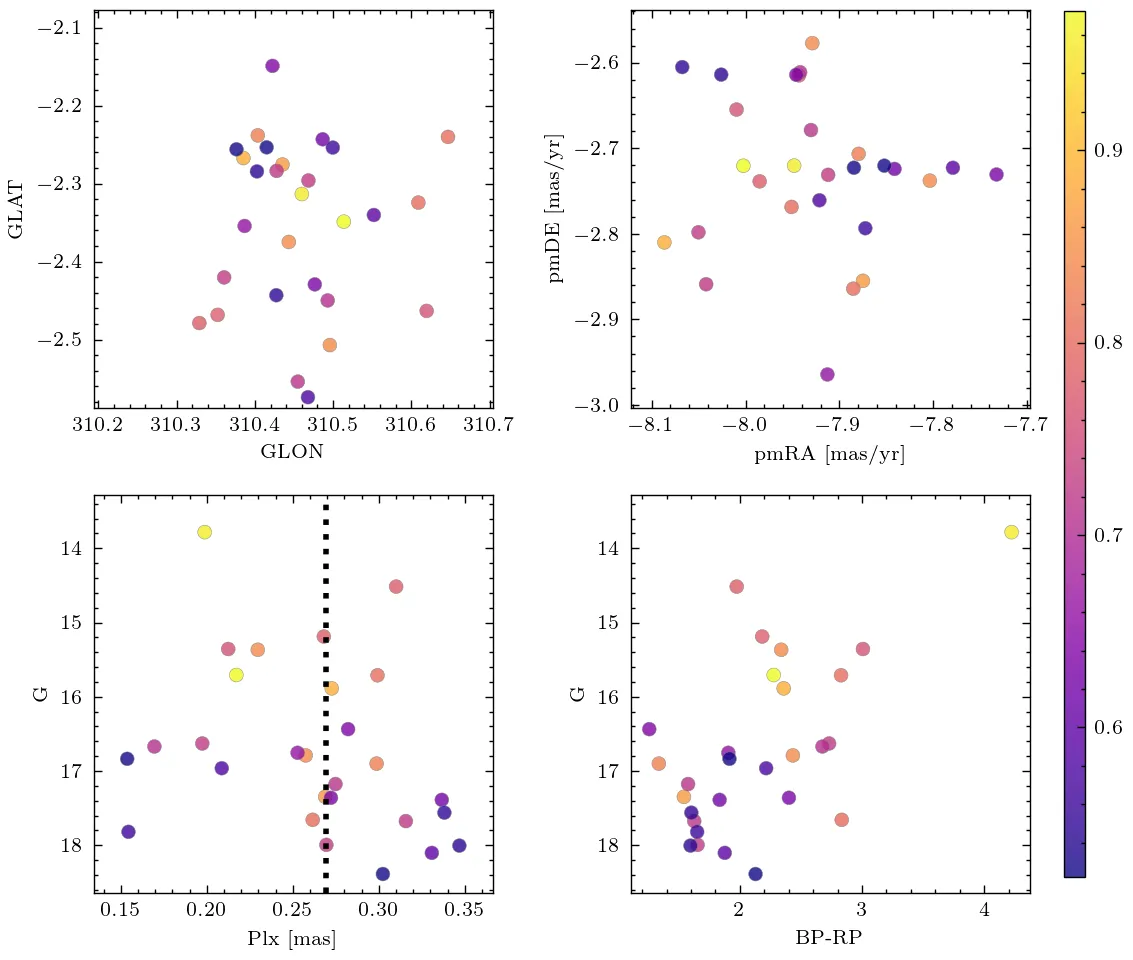 −2.1
−2.2
−2.3
−2.4
−2.5
GLAT
310.2 310.3 310.4 310.5 310.6 310.7
GLON
−2.6
−2.7
−2.8
−2.9
−3.0
pmDE [mas/yr]
−8.1 −8.0 −7.9 −7.8 −7.7
pmRA [mas/yr]
14
15
16
17
18
G
0.15 0.20 0.25 0.30 0.35
Plx [mas]
14
15
16
17
18
G
2 3 4
BP-RP
0.9
0.8
0.7
0.6